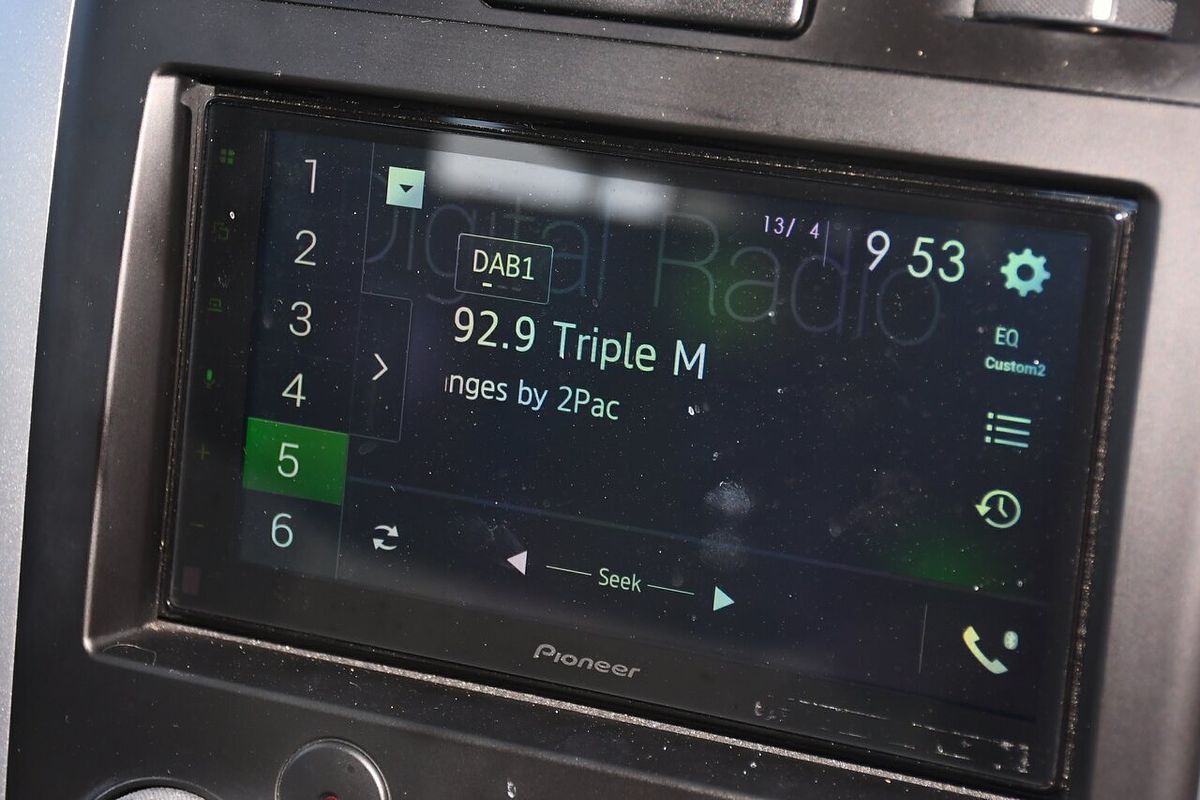 1
2
3
4
5
6
Digital Radio
13/ 4
9 53
DAB1
92.9 Triple M
nges by 2Pac
EQ
Custom2
Seek
Pioneer